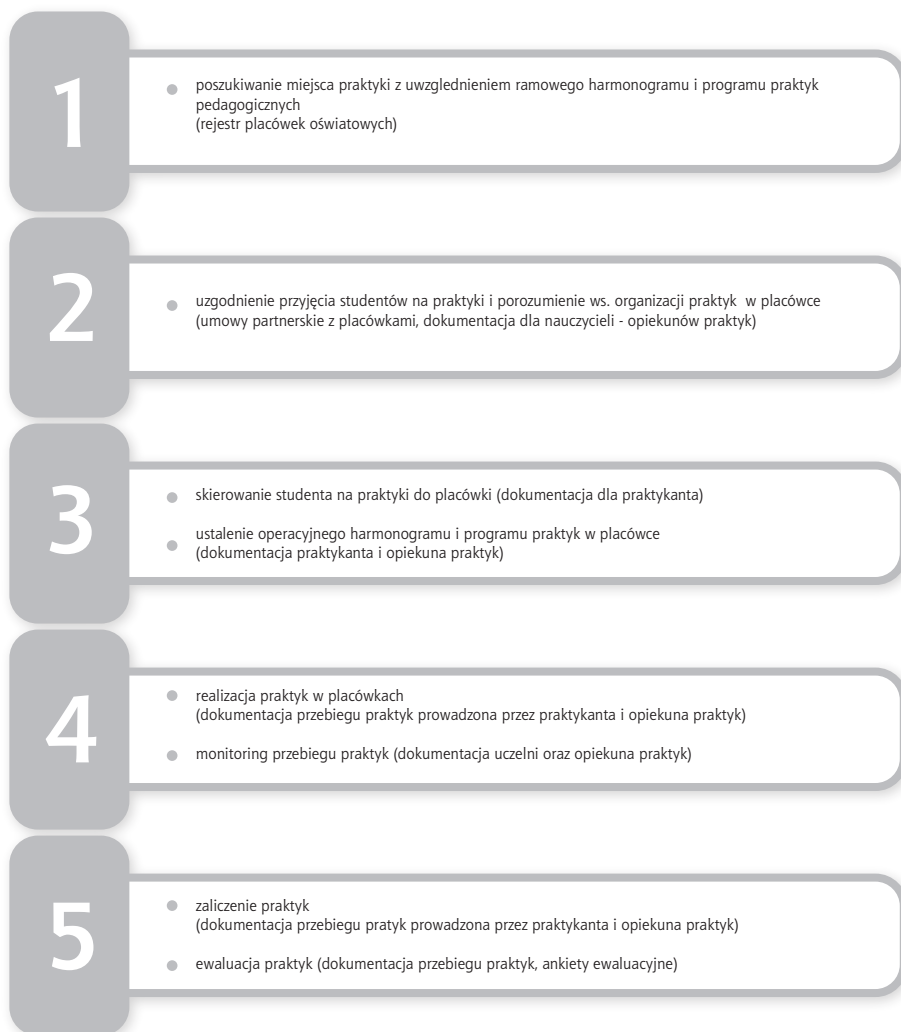 1
poszukiwanie miejsca praktyki z uwzglednieniem ramowego harmonogramu i programu praktyk
pedagogicznych
(rejestr placówek oświatowych)
2
uzgodnienie przyjęcia studentów na praktyki i porozumienie ws. organizacji praktyk w placówce
(umowy partnerskie z placówkami, dokumentacja dla nauczycieli - opiekunów praktyk)
3
skierowanie studenta na praktyki do placówki (dokumentacja dla praktykanta)
ustalenie operacyjnego harmonogramu i programu praktyk w placówce
(dokumentacja praktykanta i opiekuna praktyk)
4
realizacja praktyk w placówkach
(dokumentacja przebiegu praktyk prowadzona przez praktykanta i opiekuna praktyk)
monitoring przebiegu praktyk (dokumentacja uczelni oraz opiekuna praktyk)
5
zaliczenie praktyk
(dokumentacja przebiegu pratyk prowadzona przez praktykanta i opiekuna praktyk)
ewaluacja praktyk (dokumentacja przebiegu praktyk, ankiety ewaluacyjne)